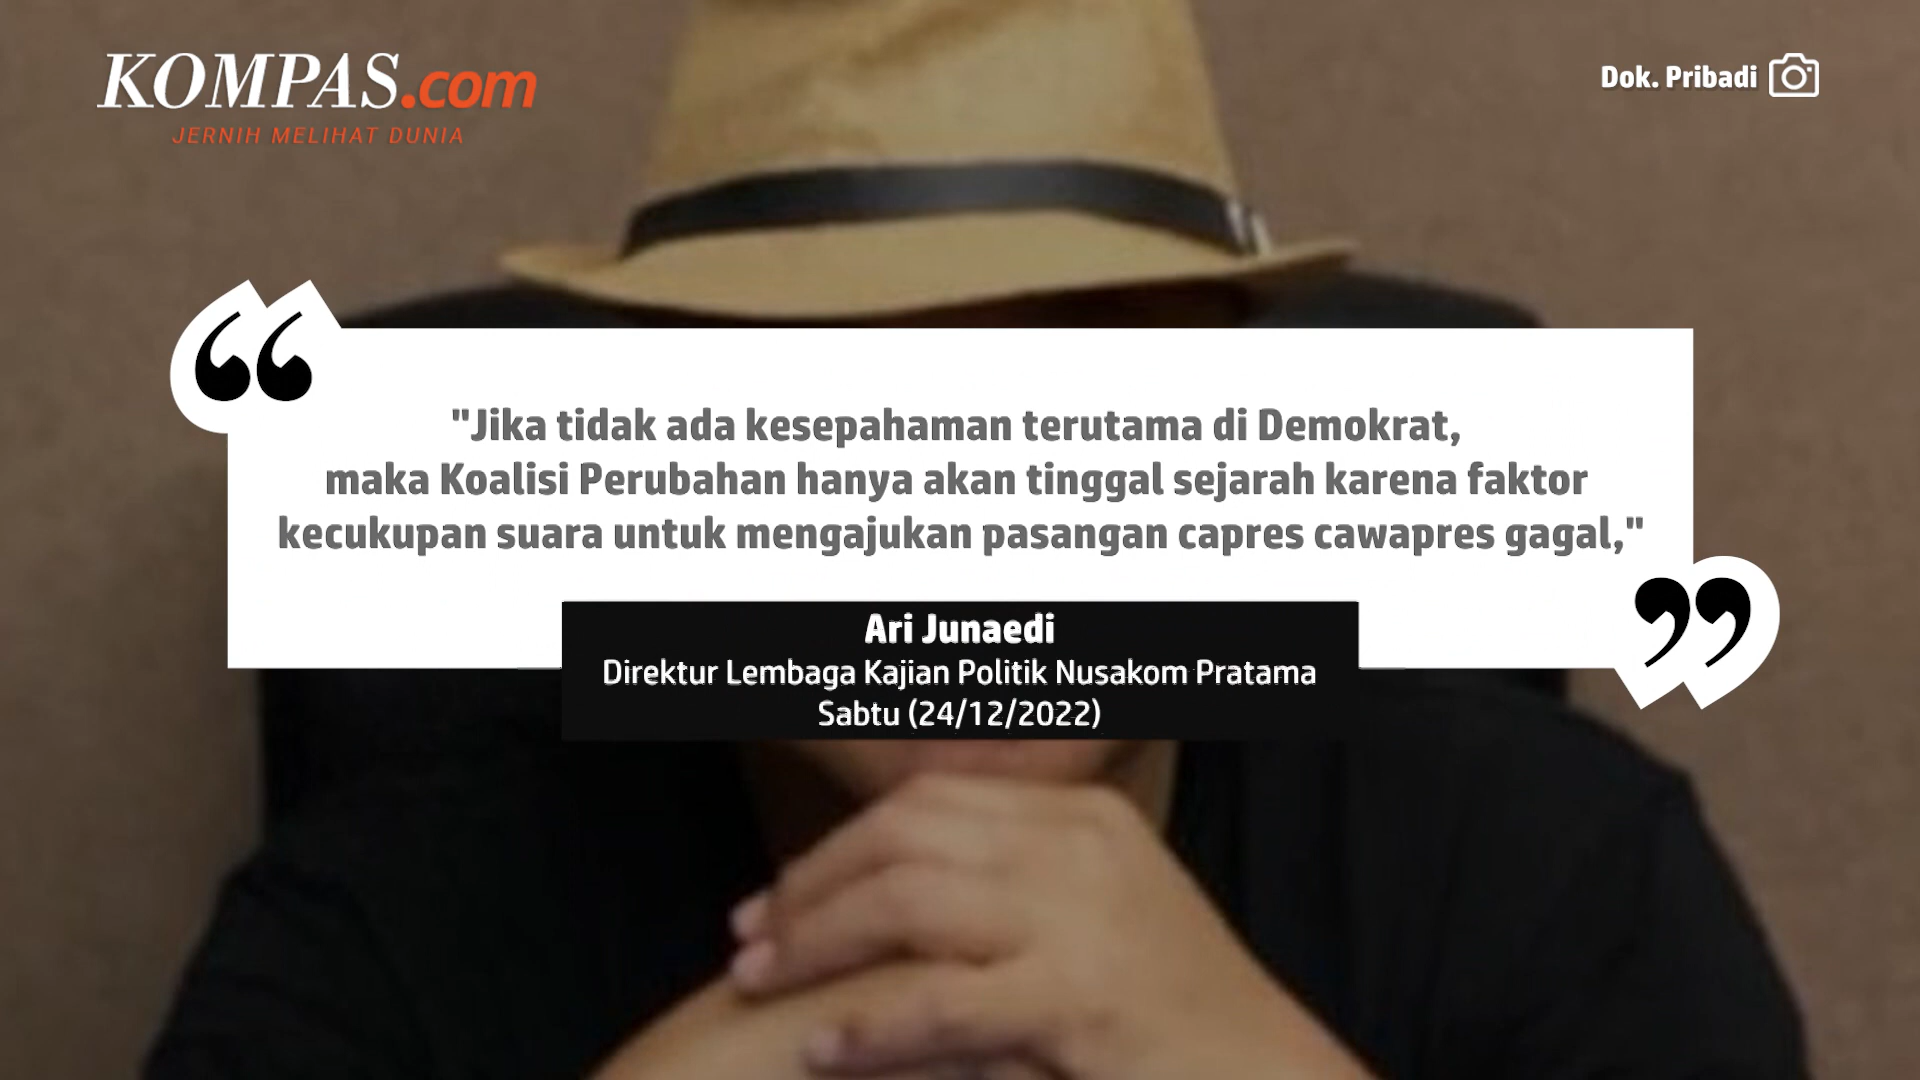 KOMPAS.com
JERNIH MELIHAT DUNIA
Dok. Pribadi
"Jika tidak ada kesepahaman terutama di Demokrat,
maka Koalisi Perubahan hanya akan tinggal sejarah karena faktor
kecukupan suara untuk mengajukan pasangan capres cawapres gagal,"
Ari Junaedi
Direktur Lembaga Kajian Politik Nusakom Pratama
Sabtu (24/12/2022)